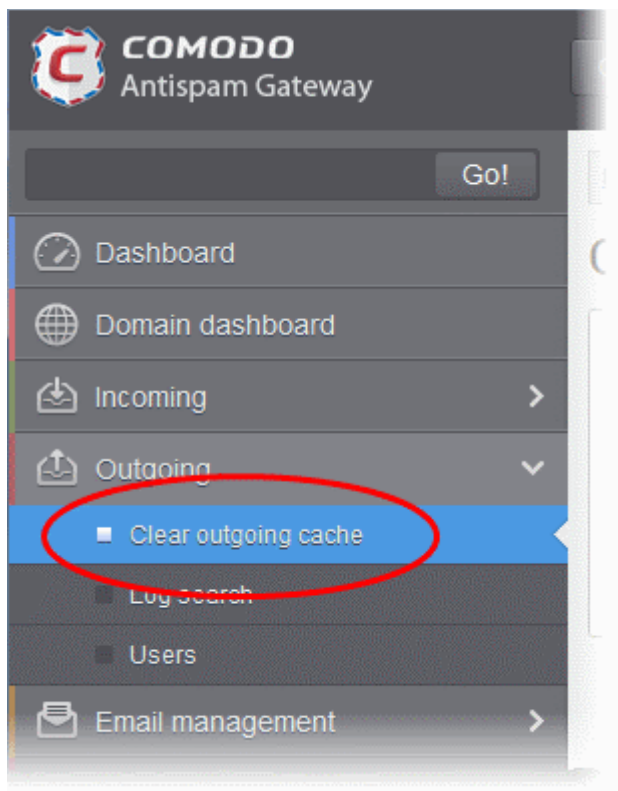 COMODO
Antispam Gateway
Go!
Dashboard
Domain dashboard
Incoming
Outgoing
Clear outgoing cache
Log search
Users
Email management